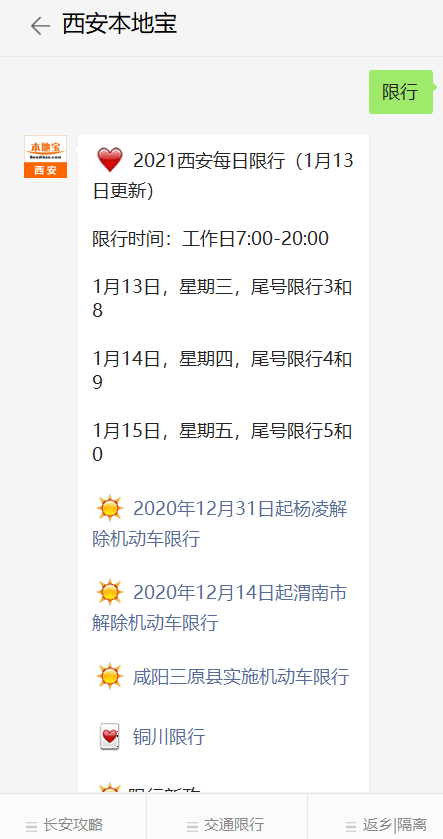 西安本地宝
限行
本地宝
Bendibao.com
西安
2021西安每日限行（1月13
日更新）
限行时间：工作日7:00-20:00
1月13日，星期三，尾号限行3和
8
1月14日，星期四，尾号限行4和
9
1月15日，星期五，尾号限行5和
0
2020年12月31日起杨凌解
除机动车限行
2020年12月14日起渭南市
解除机动车限行
咸阳三原县实施机动车限行
铜川限行
限行新政
长安攻略
交通限行
返乡|隔离